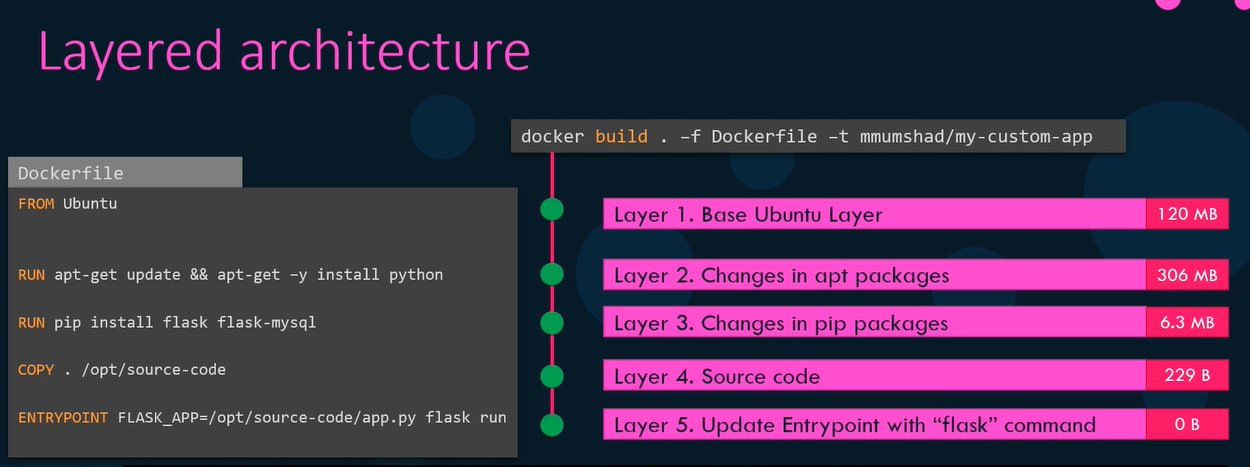 Layered architecture
docker build . –f Dockerfile –t mmumshad/my-custom-app
Dockerfile
FROM Ubuntu
RUN apt-get update && apt-get –y install python
RUN pip install flask flask-mysql
COPY . /opt/source-code
ENTRYPOINT FLASK_APP=/opt/source-code/app.py flask run
Layer 1. Base Ubuntu Layer 120 MB
Layer 2. Changes in apt packages 306 MB
Layer 3. Changes in pip packages 6.3 MB
Layer 4. Source code 229 B
Layer 5. Update Entrypoint with “flask” command 0 B